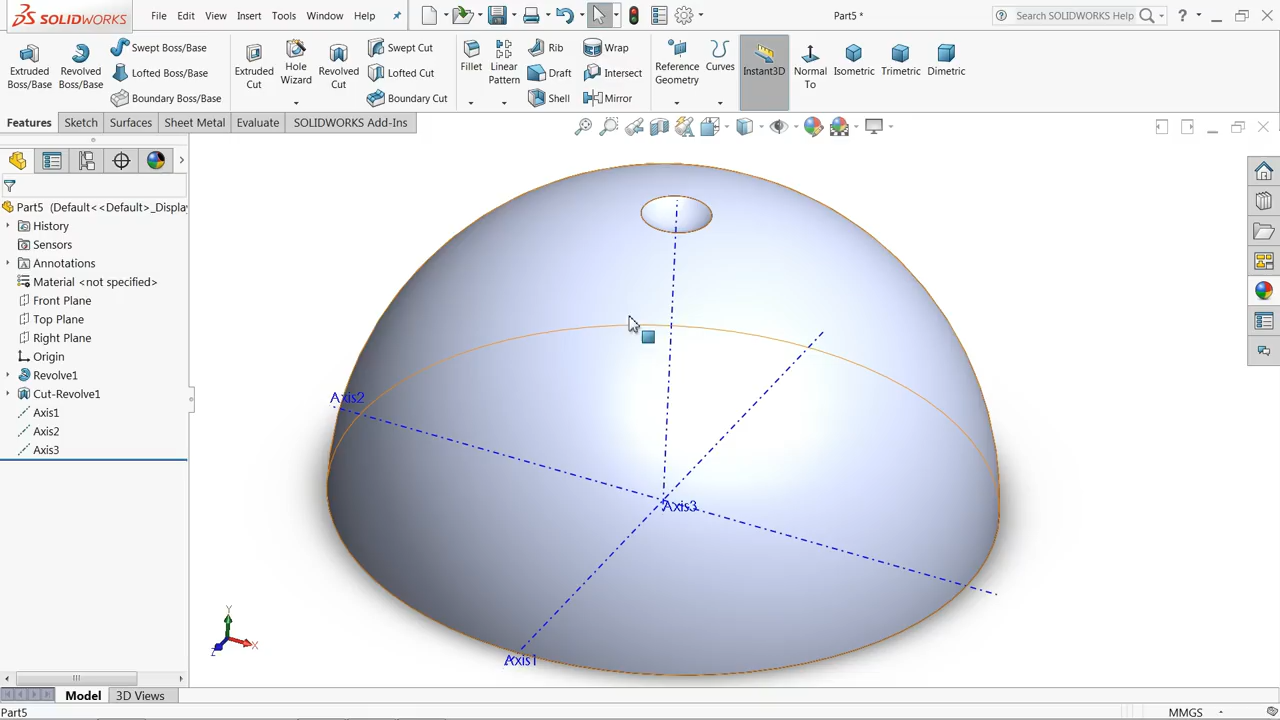 SOLIDWORKS File Edit View Insert Tools Window Help Part5 * Search SOLIDWORKS Help ?
Extruded Boss/Base
Revolved Boss/Base
Swept Boss/Base
Lofted Boss/Base
Boundary Boss/Base
Extruded Cut
Hole Wizard
Revolved Cut
Swept Cut
Lofted Cut
Boundary Cut
Fillet
Linear Pattern
Rib
Draft
Shell
Wrap
Intersect
Mirror
Reference Geometry
Curves
Instant3D
Normal To
Isometric
Trimetric
Dimetric
Features Sketch Surfaces Sheet Metal Evaluate SOLIDWORKS Add-Ins
Part5 (Default<<Default>_Display
History
Sensors
Annotations
Material <not specified>
Front Plane
Top Plane
Right Plane
Origin
Revolve1
Cut-Revolve1
Axis1
Axis2
Axis3
Axis2
Axis3
Axis1
Y
X
Z
Model 3D Views
Part5 MMGS